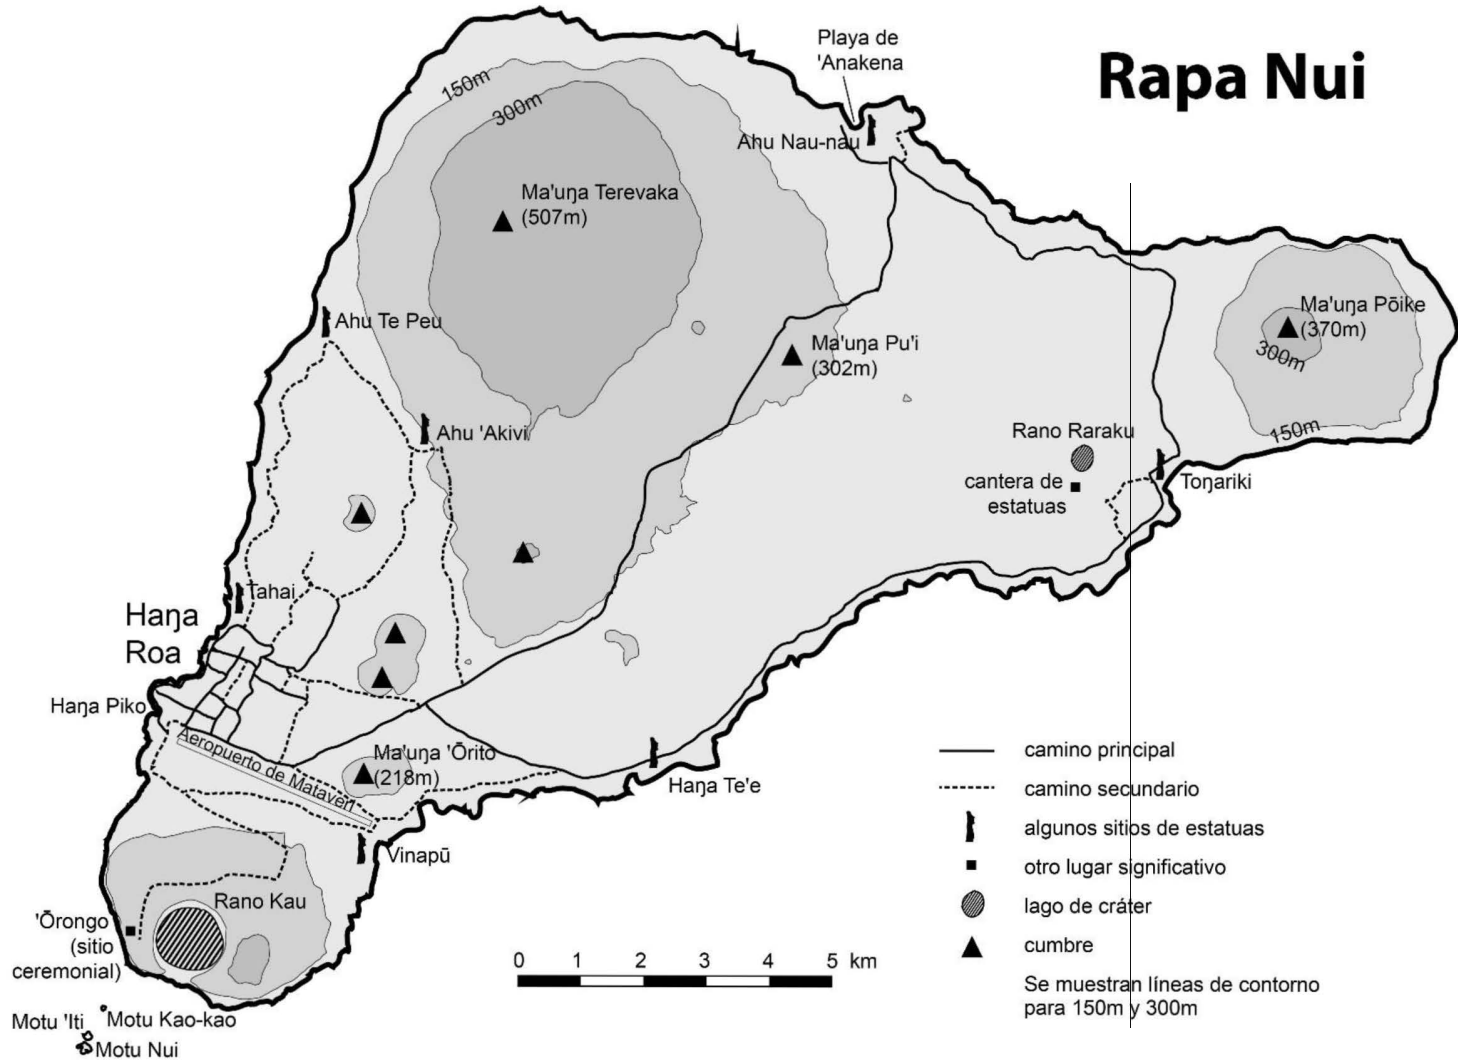 Rapa Nui
Playa de
'Anakena
150m
300m
Ahu Nau-nau
Ma'uŋa Terevaka
(507m)
Ma'uŋa Pōike
(370m)
300m
150m
Ahu Te Peu
Ma'uŋa Pu'i
(302m)
Ahu 'Akivi
Rano Raraku
cantera de
estatuas
Toŋariki
Tahai
Haŋa
Roa
Haŋa Piko
Aeropuerto de Mataveri
Ma'uŋa 'Ōrito
(218m)
Haŋa Te'e
Vinapū
Rano Kau
'Ōrongo
(sitio
ceremonial)
Motu 'Iti
Motu Kao-kao
Motu Nui
0 1 2 3 4 5 km
camino principal
camino secundario
algunos sitios de estatuas
otro lugar significativo
lago de cráter
cumbre
Se muestran líneas de contorno
para 150m y 300m